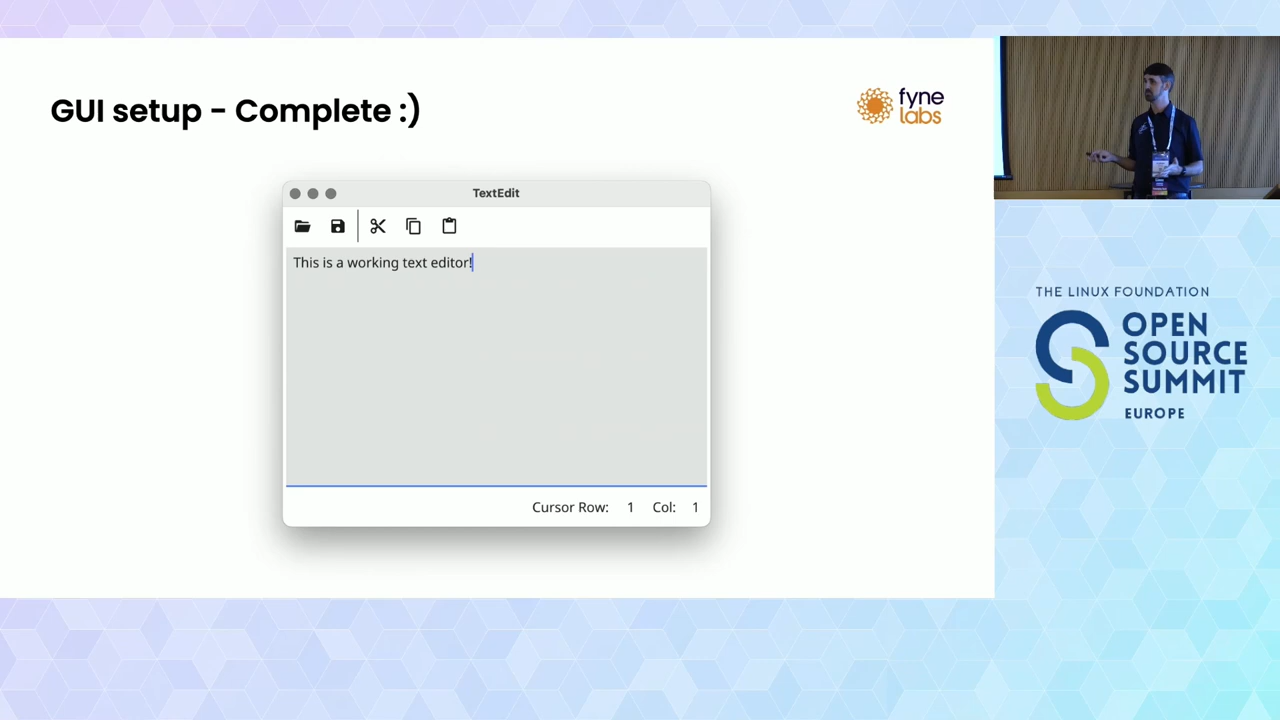 GUI setup - Complete :)
fyne
labs
TextEdit
This is a working text editor!
Cursor Row: 1 Col: 1
THE LINUX FOUNDATION
OPEN
SOURCE
SUMMIT
EUROPE